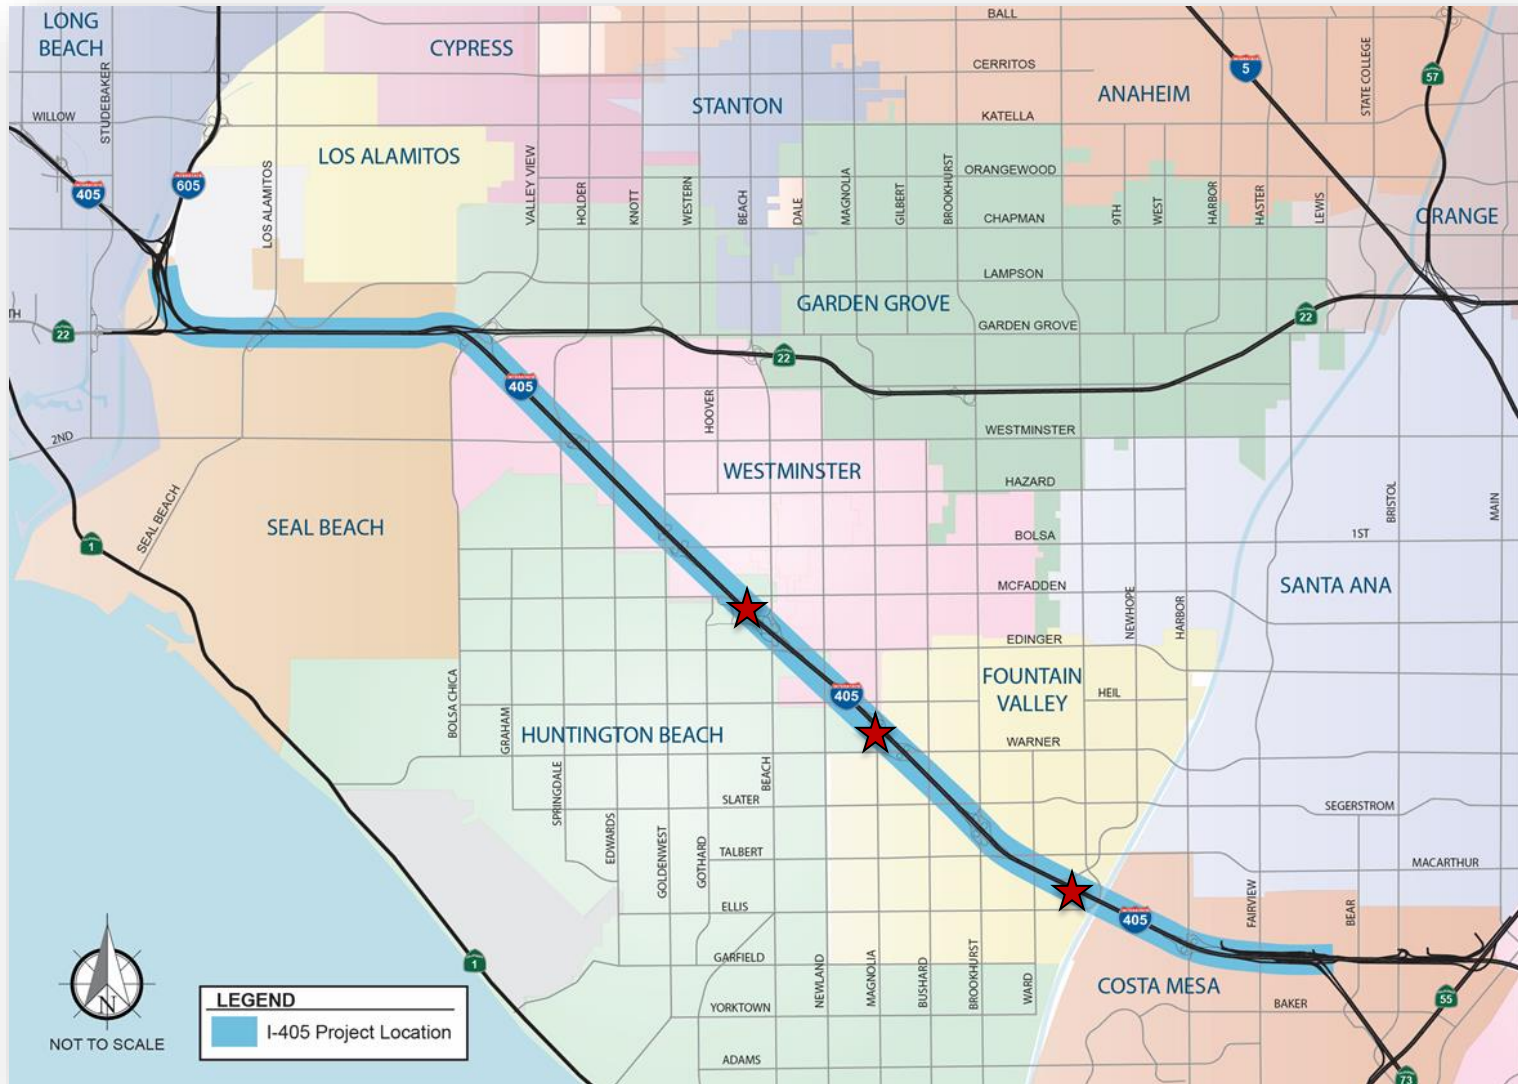 LONG
BEACH
CYPRESS
BALL
CERRITOS
STATE COLLEGE
5
57
STUDEBAKER
WILLOW
STANTON
ANAHEIM
KATELLA
LOS ALAMITOS
ORANGEWOOD
405
605
LOS ALAMITOS
VALLEY VIEW
HOLDER
KNOTT
WESTERN
BEACH
DALE
MAGNOLIA
GILBERT
BROOKHURST
CHAPMAN
9TH
WEST
HARBOR
HASTER
LEWIS
ORANGE
LAMPSON
GARDEN GROVE
TH
22
GARDEN GROVE
22
22
405
HOOVER
2ND
WESTMINSTER
WESTMINSTER
HAZARD
SEAL BEACH
SEAL BEACH
1
BOLSA
1ST
BRISTOL
MAIN
MCFADDEN
SANTA ANA
NEWHOPE
HARBOR
EDINGER
FOUNTAIN
VALLEY
HEIL
405
BOLSA CHICA
GRAHAM
HUNTINGTON BEACH
WARNER
SPRINGDALE
BEACH
SLATER
SEGERSTROM
EDWARDS
GOLDENWEST
GOTHARD
TALBERT
MACARTHUR
ELLIS
405
FAIRVIEW
BEAR
1
GARFIELD
NEWLAND
MAGNOLIA
BUSHARD
BROOKHURST
WARD
COSTA MESA
BAKER
55
YORKTOWN
ADAMS
73
N
NOT TO SCALE
LEGEND
I-405 Project Location